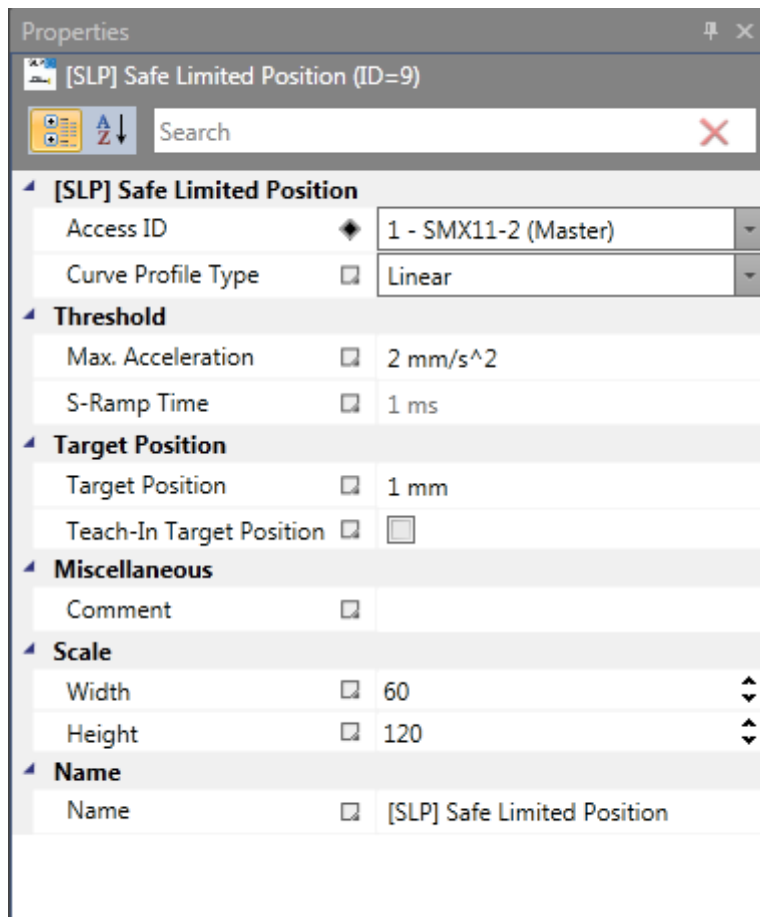 Properties
[SLP] Safe Limited Position (ID=9)
A Z Search
[SLP] Safe Limited Position
Access ID 1 - SMX11-2 (Master)
Curve Profile Type Linear
Threshold
Max. Acceleration 2 mm/s^2
S-Ramp Time 1 ms
Target Position
Target Position 1 mm
Teach-In Target Position
Miscellaneous
Comment
Scale
Width 60
Height 120
Name
Name [SLP] Safe Limited Position